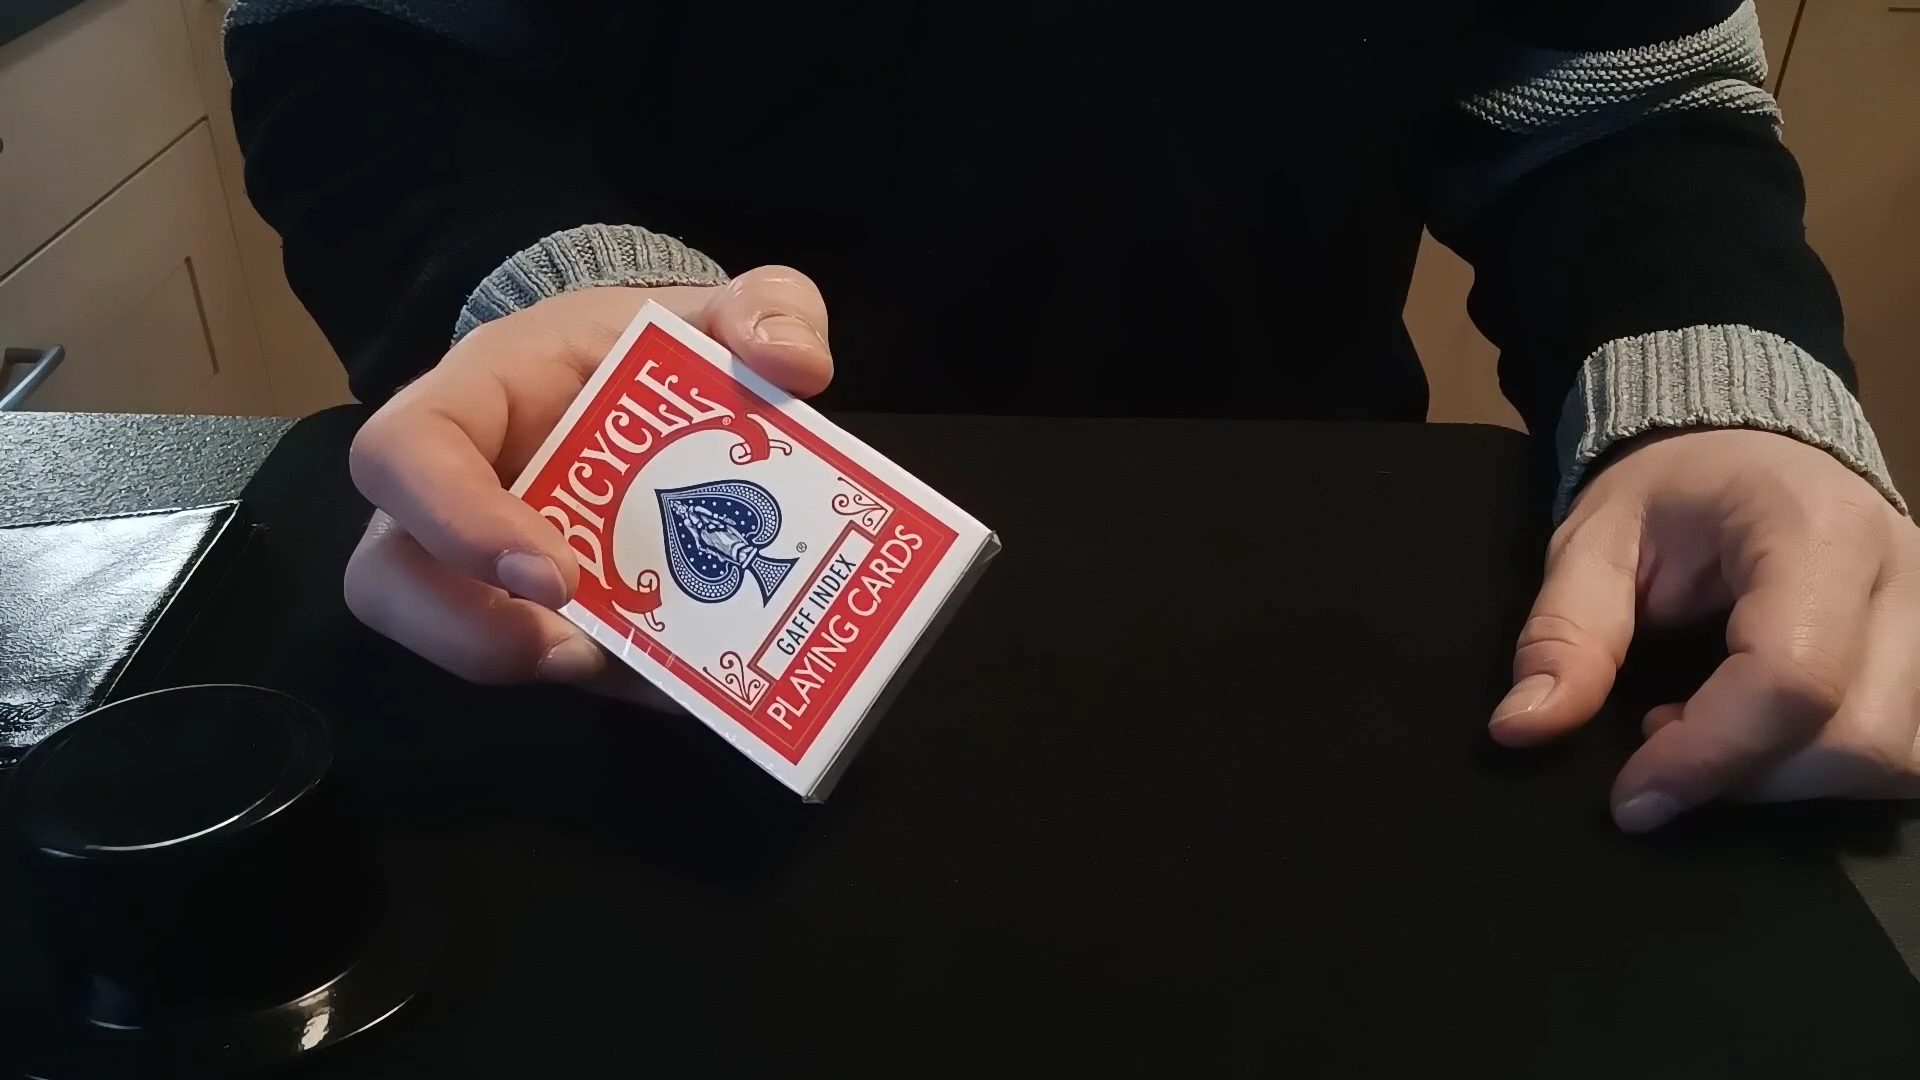 BICYCLE
®
®
GAFF INDEX
PLAYING CARDS